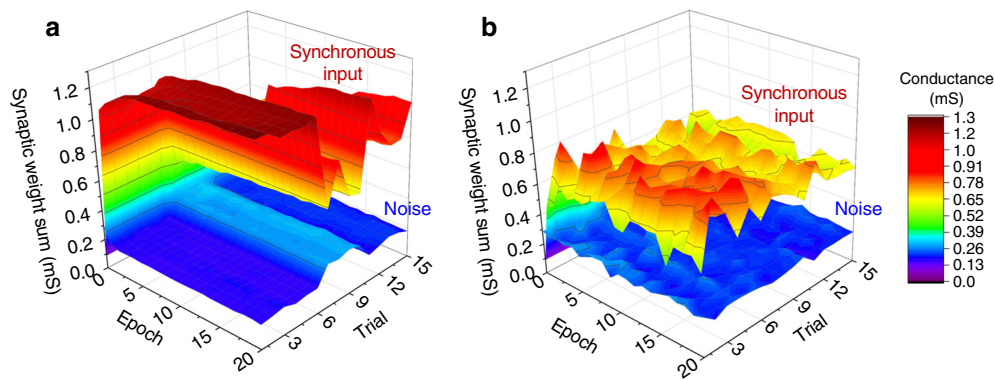 a
Synchronous
input
Synaptic weight sum (mS)
1.2
1.0
0.8
0.6
0.4
0.2
0.0
Noise
0
5
10
15
20
Epoch
3
6
9
12
15
Trial
b
Synchronous
input
Synaptic weight sum (mS)
1.2
1.0
0.8
0.6
0.4
0.2
0.0
Noise
0
5
10
15
20
Epoch
3
6
9
12
15
Trial
Conductance
(mS)
1.3
1.0
0.91
0.78
0.65
0.52
0.39
0.26
0.13
0.0